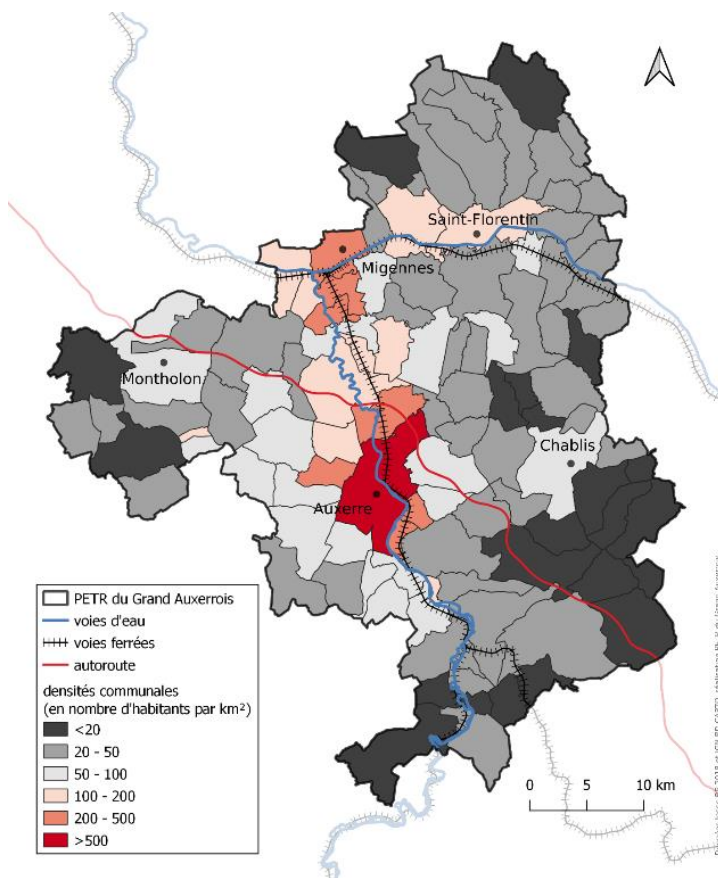 Saint-Florentin
Migennes
Montholon
Chablis
Auxerre
PETR du Grand Auxerrois
voies d'eau
voies ferrées
autoroute
densités communales
(en nombre d'habitants par km²)
<20
20 - 50
50 - 100
100 - 200
200 - 500
>500
0 5 10 km